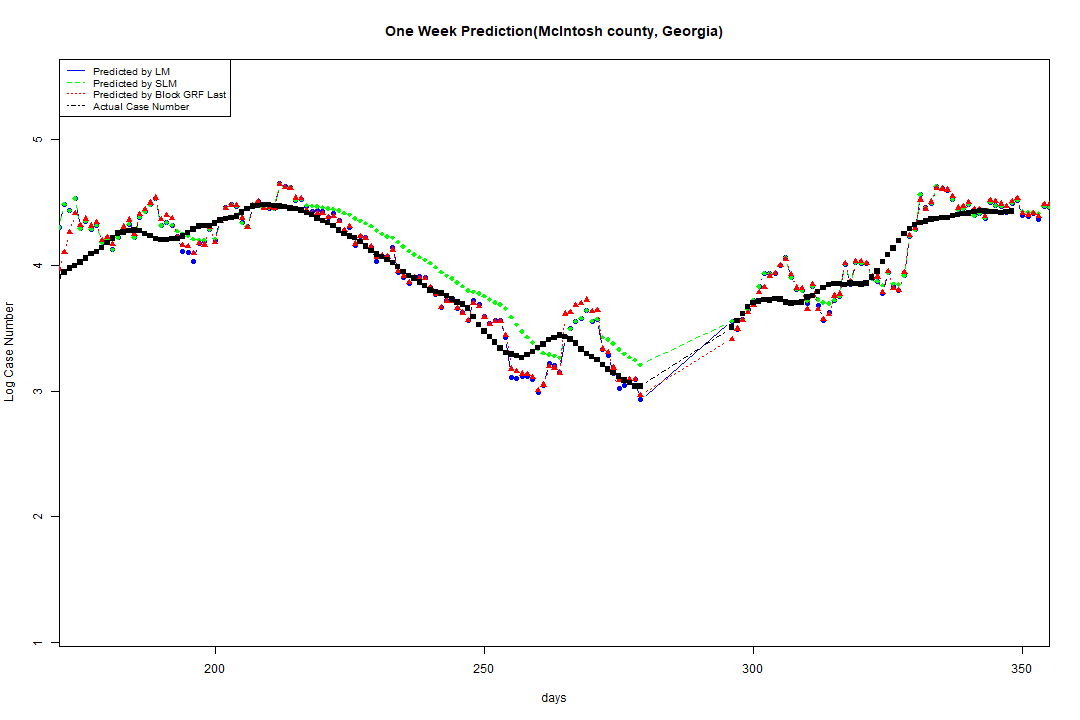 One Week Prediction(McIntosh county, Georgia)
Predicted by LM
Predicted by SLM
Predicted by Block GRF Last
Actual Case Number
5
4
3
2
1
Log Case Number
200 250 300 350
days